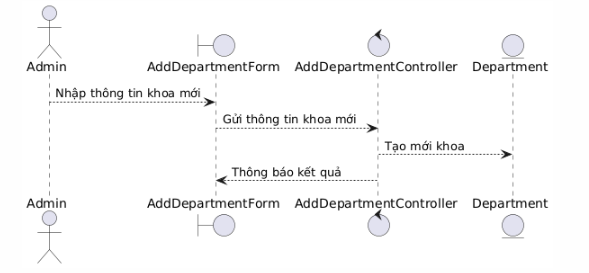 Admin
AddDepartmentForm
AddDepartmentController
Department
Nhập thông tin khoa mới
Gửi thông tin khoa mới
Tạo mới khoa
Thông báo kết quả
Admin
AddDepartmentForm
AddDepartmentController
Department